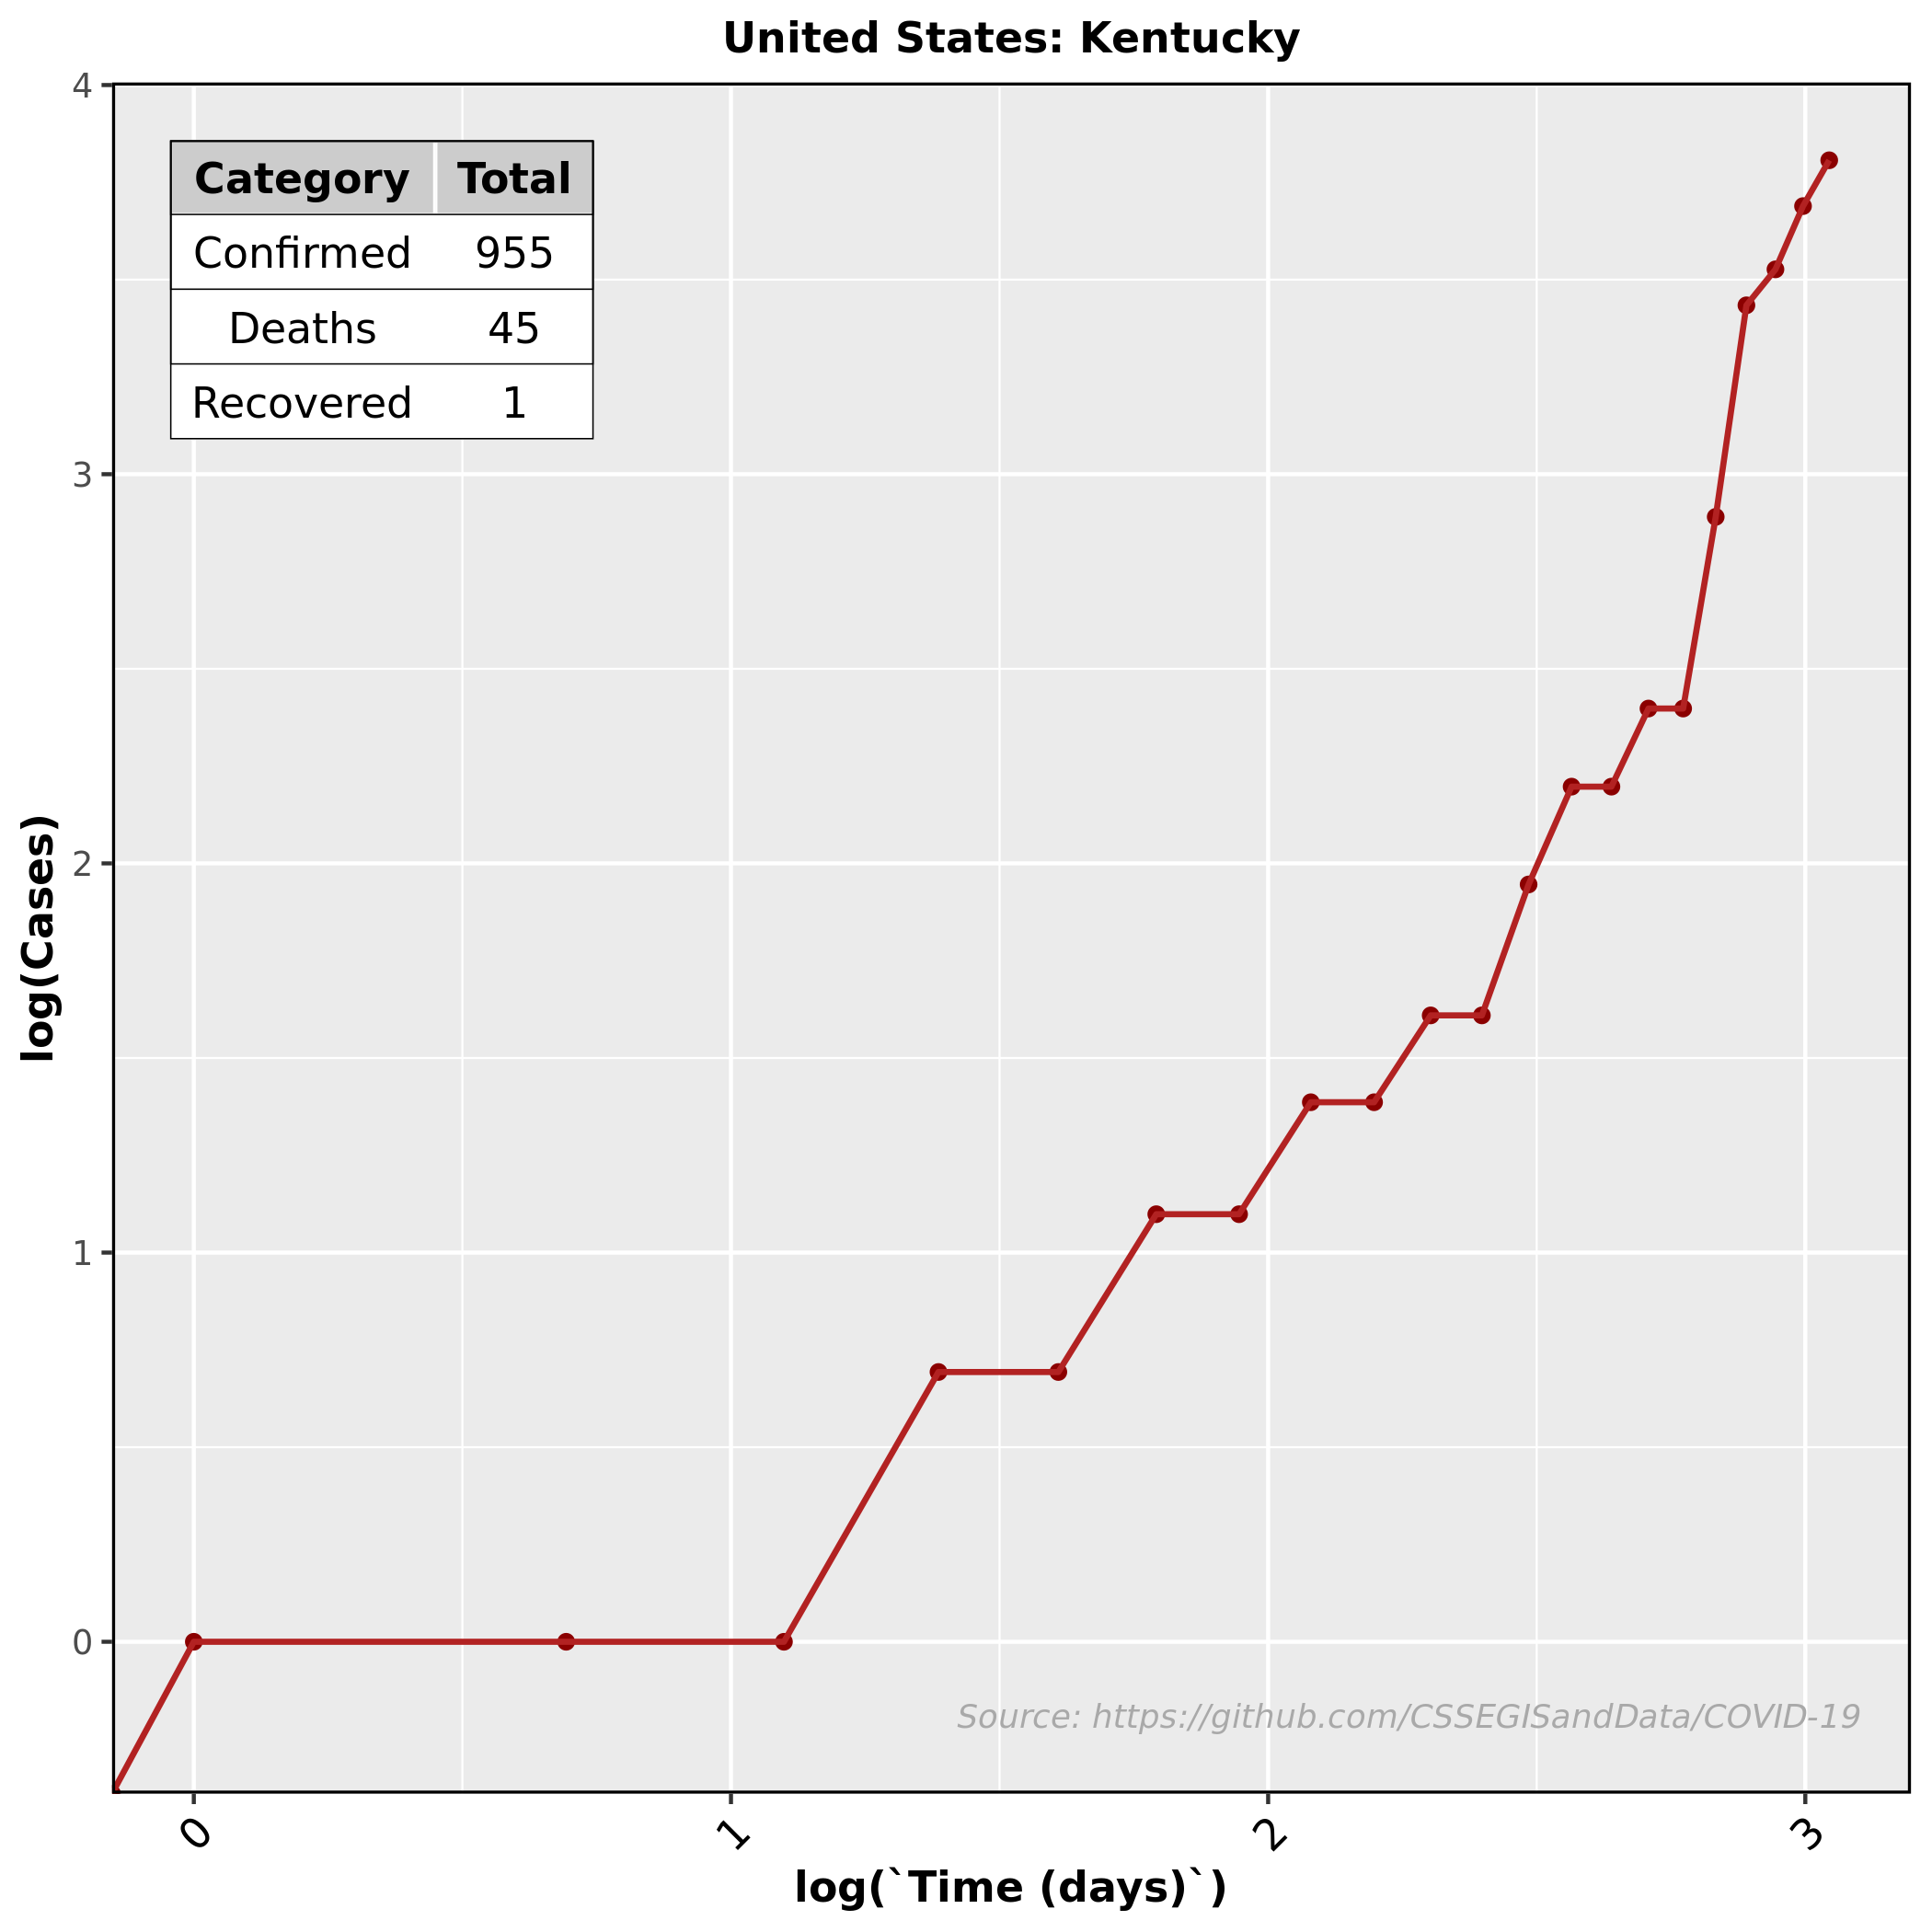 United States: Kentucky
4
Category Total
Confirmed 955
Deaths 45
Recovered 1
3
2
1
0
log(Cases)
Source: https://github.com/CSSEGISandData/COVID-19
0 1 2 3
log(`Time (days)`)